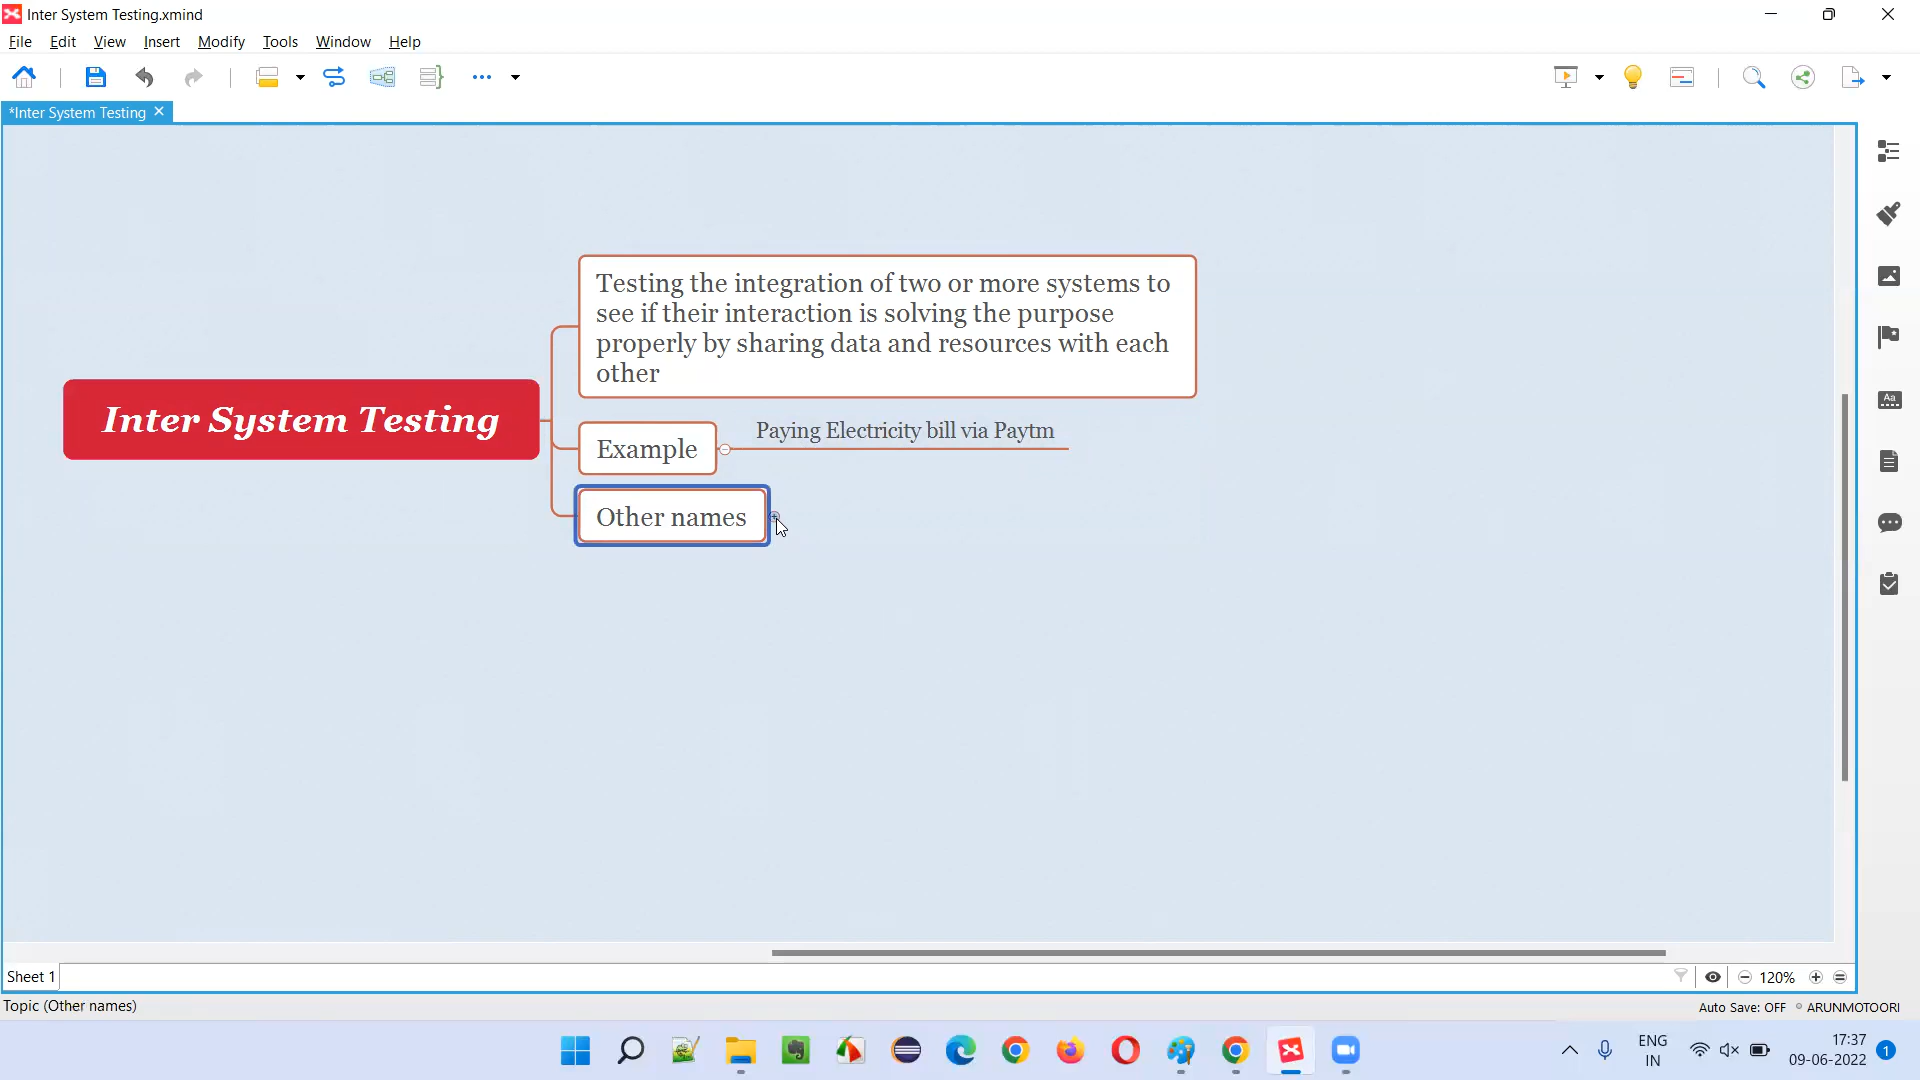 Inter System Testing.xmind
File Edit View Insert Modify Tools Window Help
*Inter System Testing
Testing the integration of two or more systems to
see if their interaction is solving the purpose
properly by sharing data and resources with each
other
Inter System Testing
Example
Paying Electricity bill via Paytm
Other names
Aa
Sheet 1
120%
Topic (Other names)
Auto Save: OFF
ARUNMOTOORI
ENG
IN
17:37
09-06-2022
1